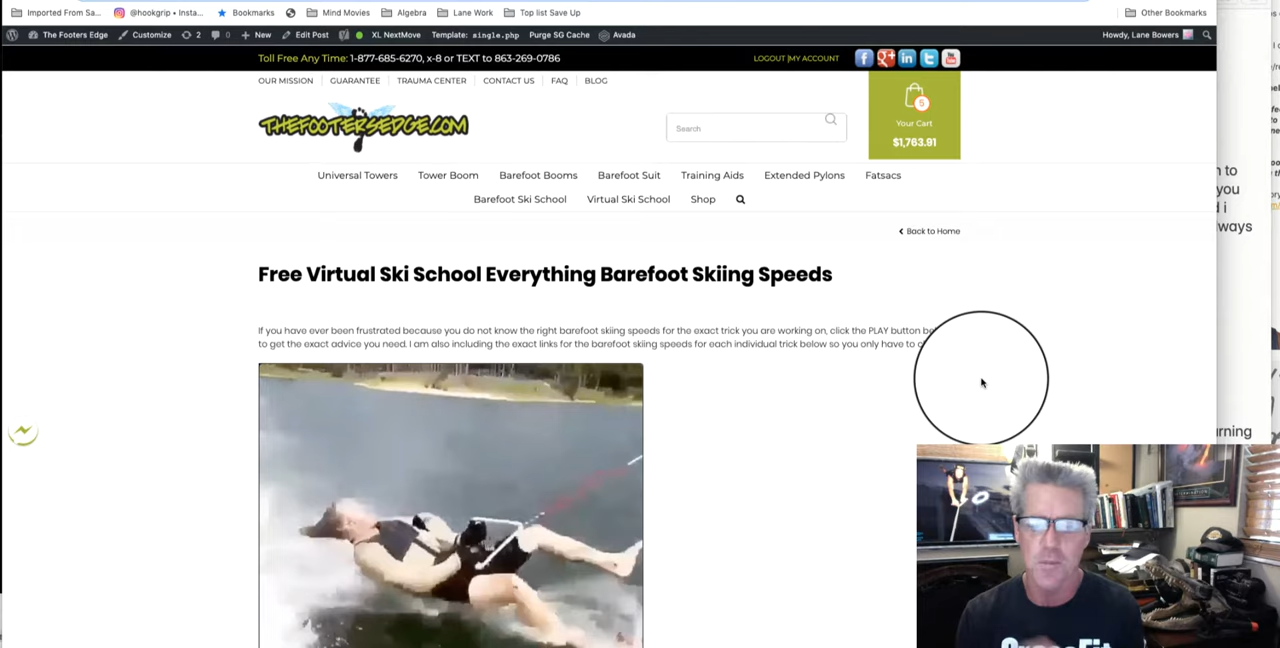 Imported From Sa... @hookgrip • Insta... Bookmarks Mind Movies Algebra Lane Work Top list Save Up Other Bookmarks
The Footers Edge Customize 2 0 New Edit Post XL NextMove Template: single.php Purge SG Cache Avada Howdy, Lane Bowers
Toll Free Any Time: 1-877-685-6270, x-8 or TEXT to 863-269-0786 LOGOUT |MY ACCOUNT
OUR MISSION GUARANTEE TRAUMA CENTER CONTACT US FAQ BLOG
THEFOOTERSEDGE.COM
Search
5
Your Cart
$1,763.91
Universal Towers Tower Boom Barefoot Booms Barefoot Suit Training Aids Extended Pylons Fatsacs
Barefoot Ski School Virtual Ski School Shop
Back to Home
Free Virtual Ski School Everything Barefoot Skiing Speeds
If you have ever been frustrated because you do not know the right barefoot skiing speeds for the exact trick you are working on, click the PLAY button
to get the exact advice you need. I am also including the exact links for the barefoot skiing speeds for each individual trick below so you only have to
to
you
i
ways
rning
CrossFit